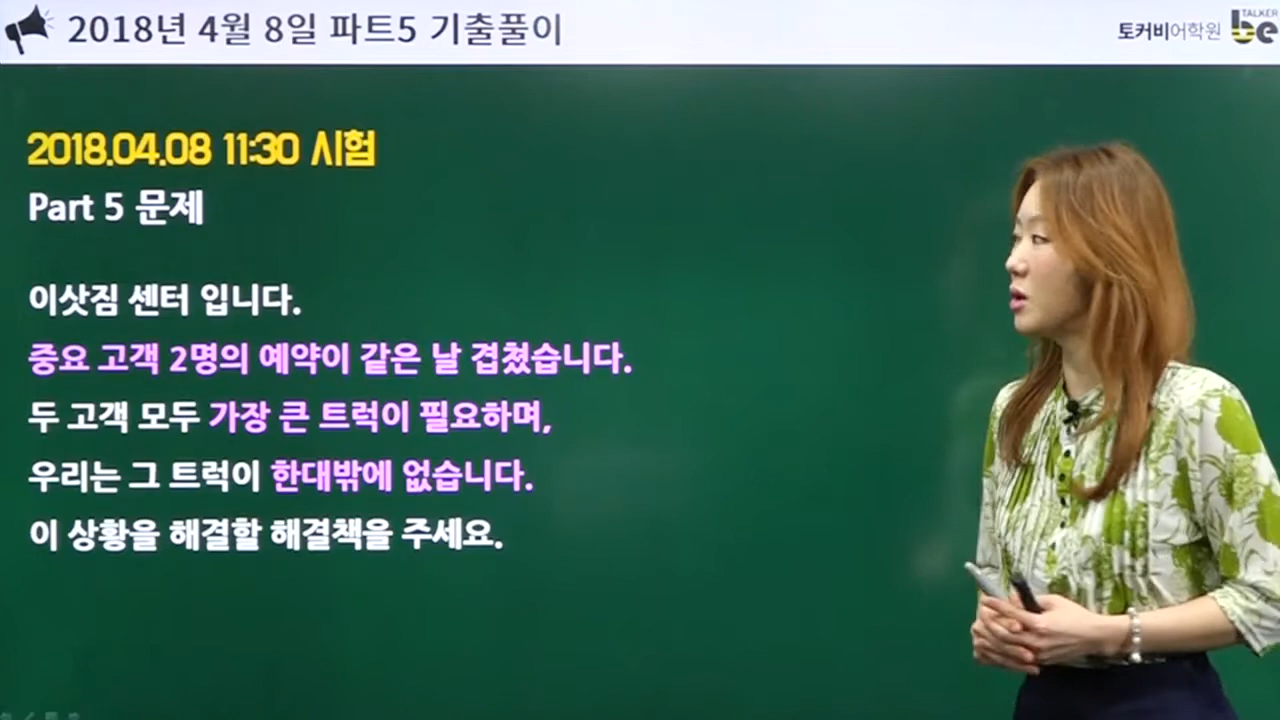 2018년 4월 8일 파트5 기출풀이
토커비어학원
TALKER
be
2018.04.08 11:30 시험
Part 5 문제
이삿짐 센터 입니다.
중요 고객 2명의 예약이 같은 날 겹쳤습니다.
두 고객 모두 가장 큰 트럭이 필요하며,
우리는 그 트럭이 한대밖에 없습니다.
이 상황을 해결할 해결책을 주세요.